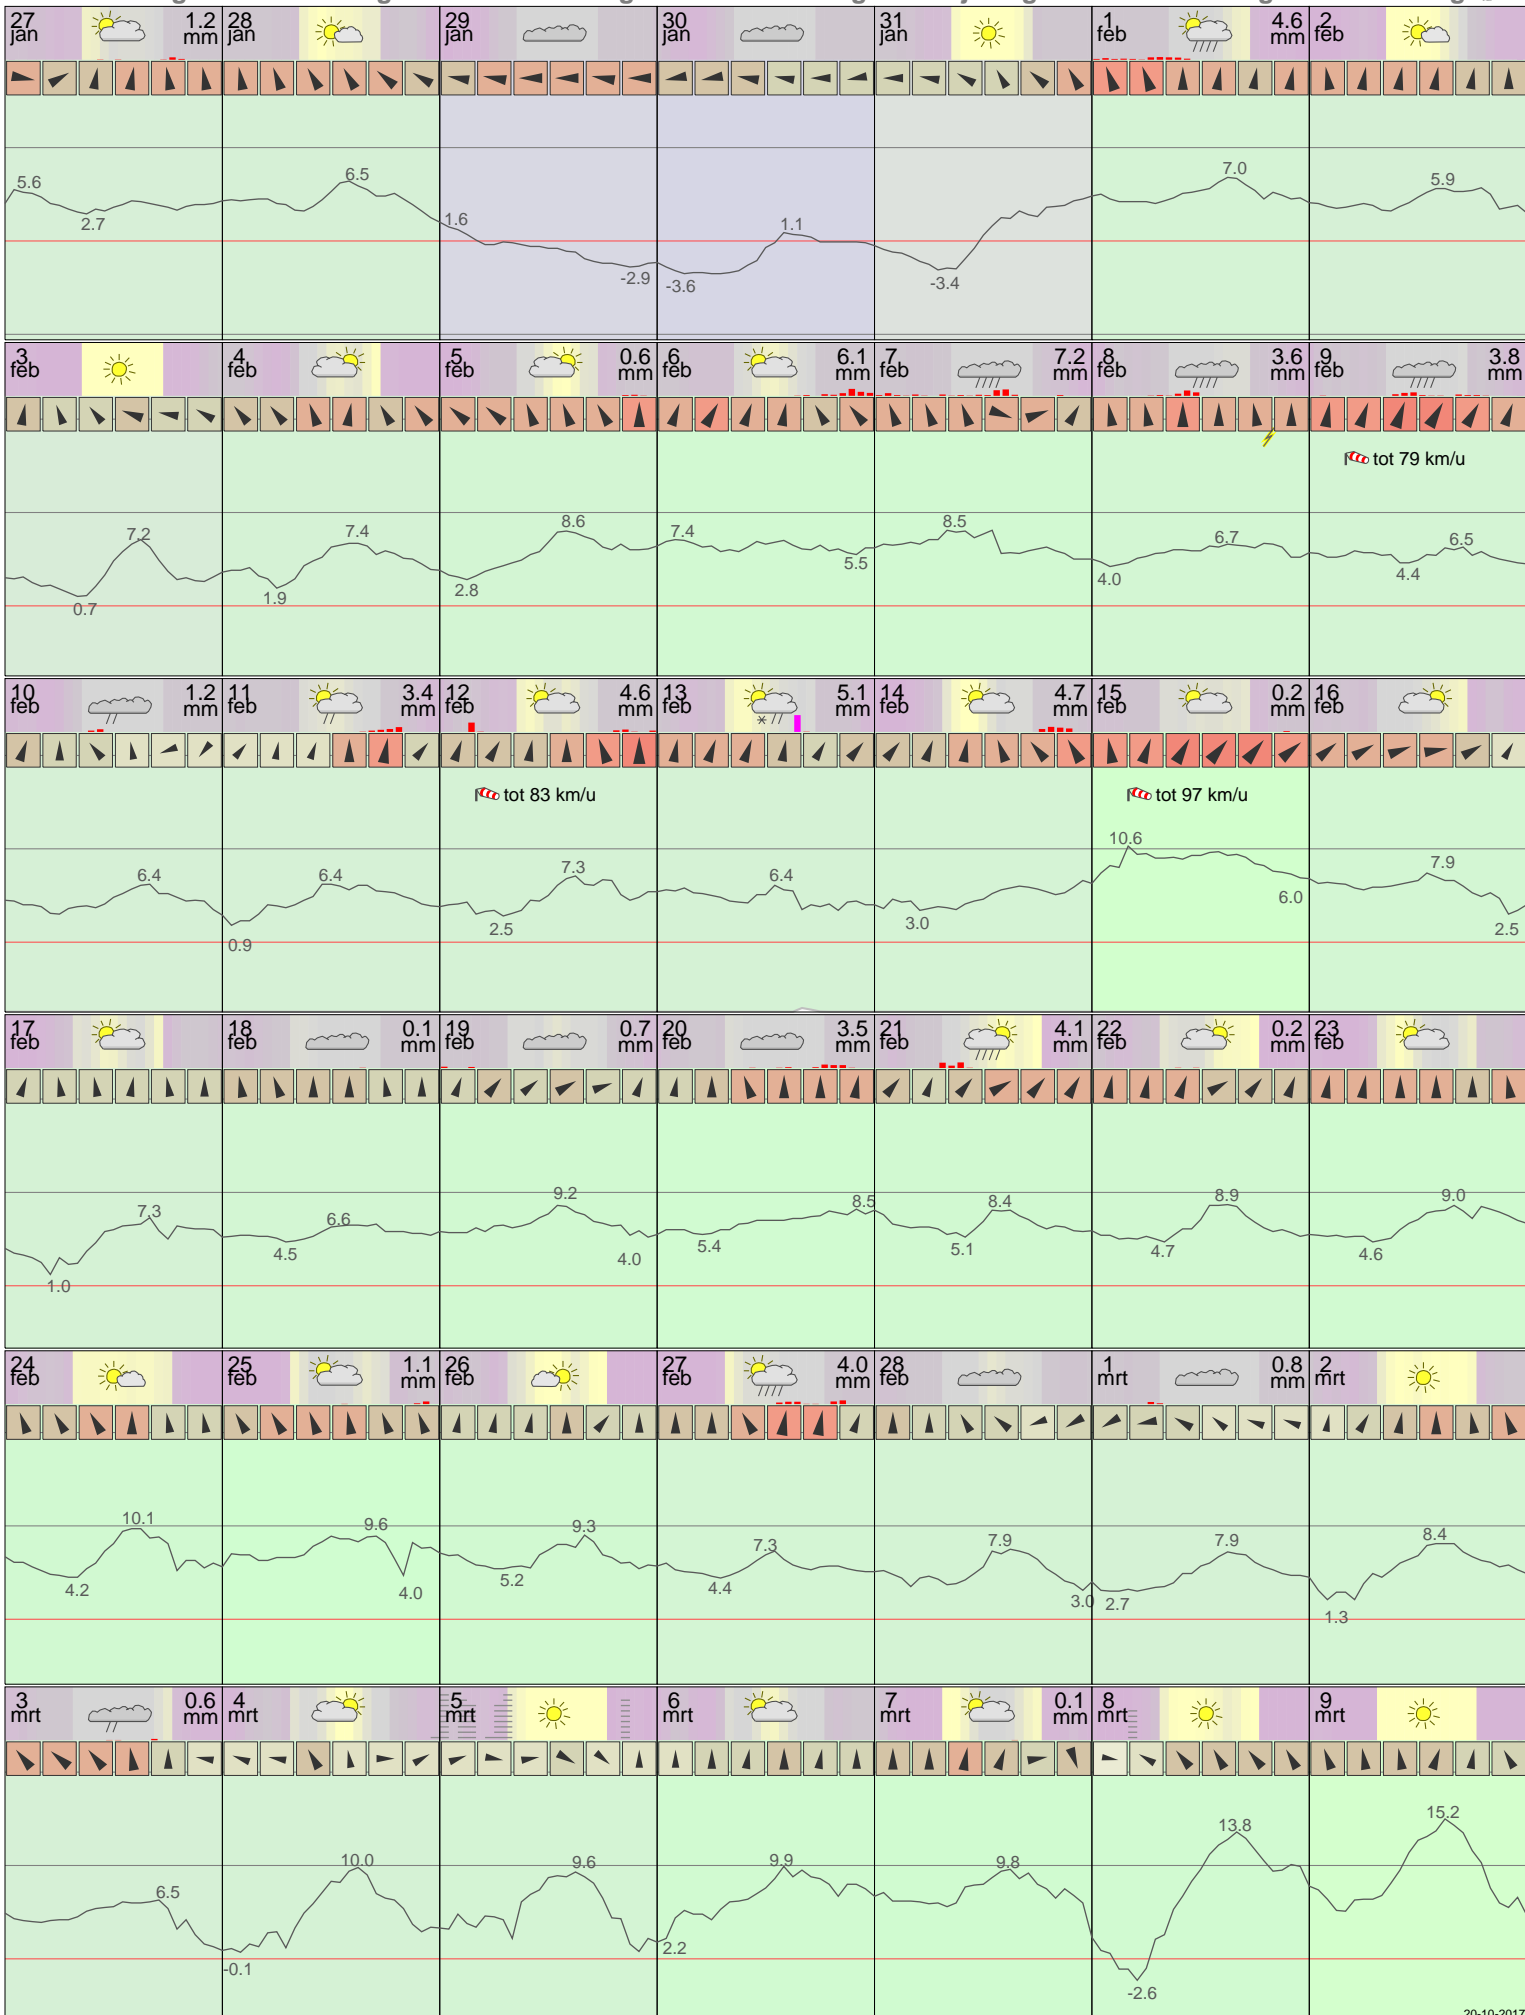 27 jan 1.2 mm
28 jan
29 jan
30 jan
31 jan
1 feb 4.6 mm
2 feb
5.6 2.7 6.5 1.6 -2.9 -3.6 1.1 -3.4 7.0 5.9
3 feb
4 feb
5 feb 0.6 mm
6 feb 6.1 mm
7 feb 7.2 mm
8 feb 3.6 mm
9 feb 3.8 mm
tot 79 km/u
0.7 7.2 1.9 7.4 2.8 8.6 7.4 5.5 8.5 4.0 6.7 4.4 6.5
10 feb 1.2 mm
11 feb 3.4 mm
12 feb 4.6 mm
13 feb 5.1 mm
14 feb 4.7 mm
15 feb 0.2 mm
16 feb
tot 83 km/u
tot 97 km/u
6.4 0.9 6.4 2.5 7.3 6.4 3.0 10.6 6.0 7.9 2.5
17 feb
18 feb 0.1 mm
19 feb 0.7 mm
20 feb 3.5 mm
21 feb 4.1 mm
22 feb 0.2 mm
23 feb
1.0 7.3 4.5 6.6 9.2 4.0 5.4 8.5 5.1 8.4 4.7 8.9 4.6 9.0
24 feb
25 feb 1.1 mm
26 feb
27 feb 4.0 mm
28 feb
1 mrt 0.8 mm
2 mrt
4.2 10.1 9.6 4.0 5.2 9.3 4.4 7.3 7.9 3.0 2.7 7.9 1.3 8.4
3 mrt 0.6 mm
4 mrt
5 mrt
6 mrt
7 mrt 0.1 mm
8 mrt
9 mrt
6.5 -0.1 10.0 9.6 2.2 9.9 9.8 -2.6 13.8 15.2
20-10-2017